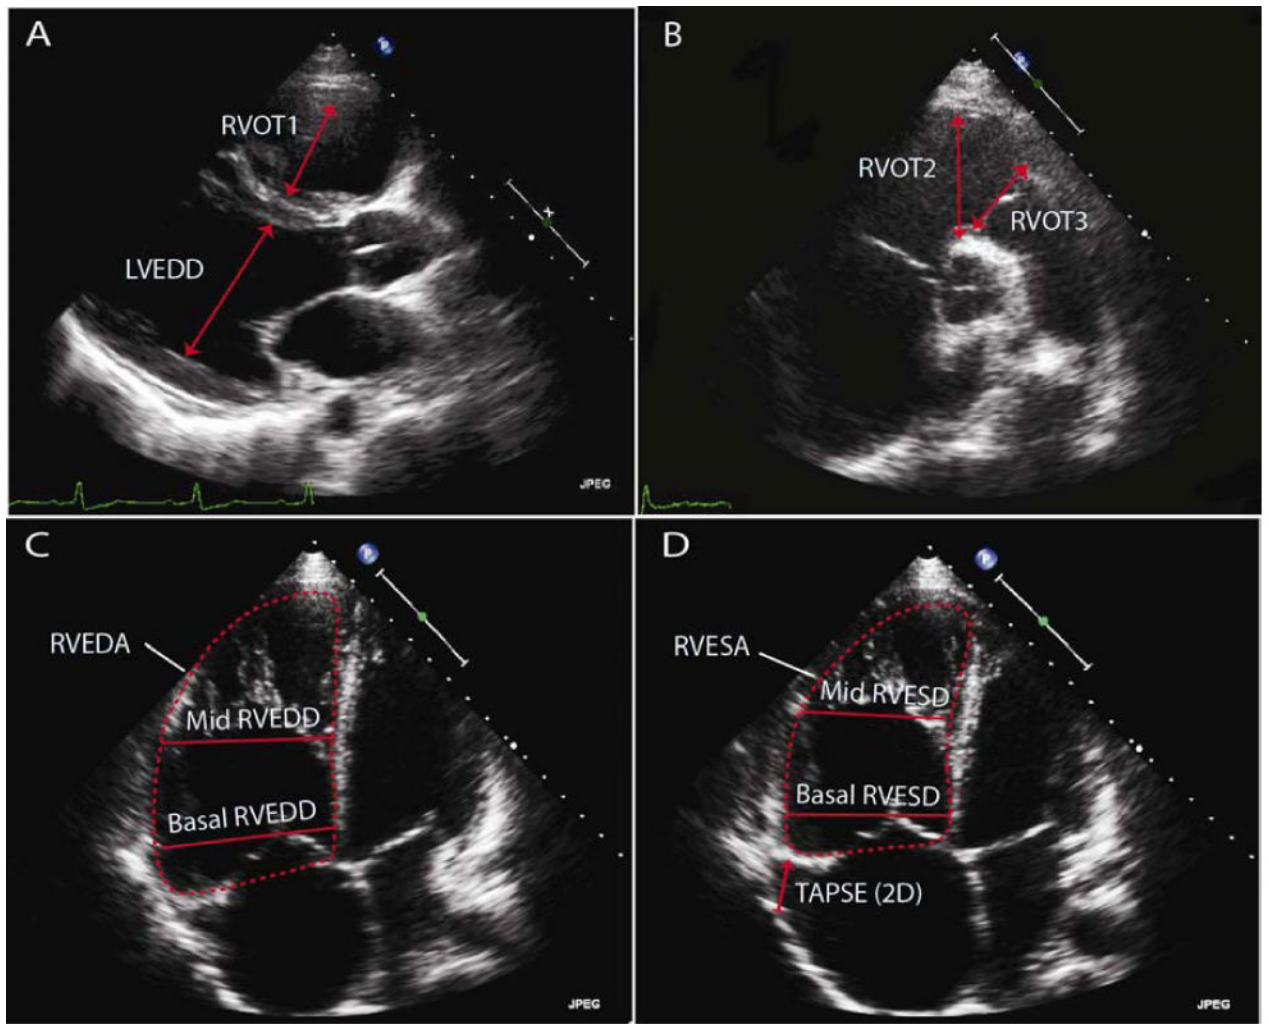 A
RVOT1
LVEDD
JPEG
B
RVOT2
RVOT3
C
P
RVEDA
Mid RVEDD
Basal RVEDD
JPEG
D
P
RVESA
Mid RVESD
Basal RVESD
TAPSE (2D)
JPEG